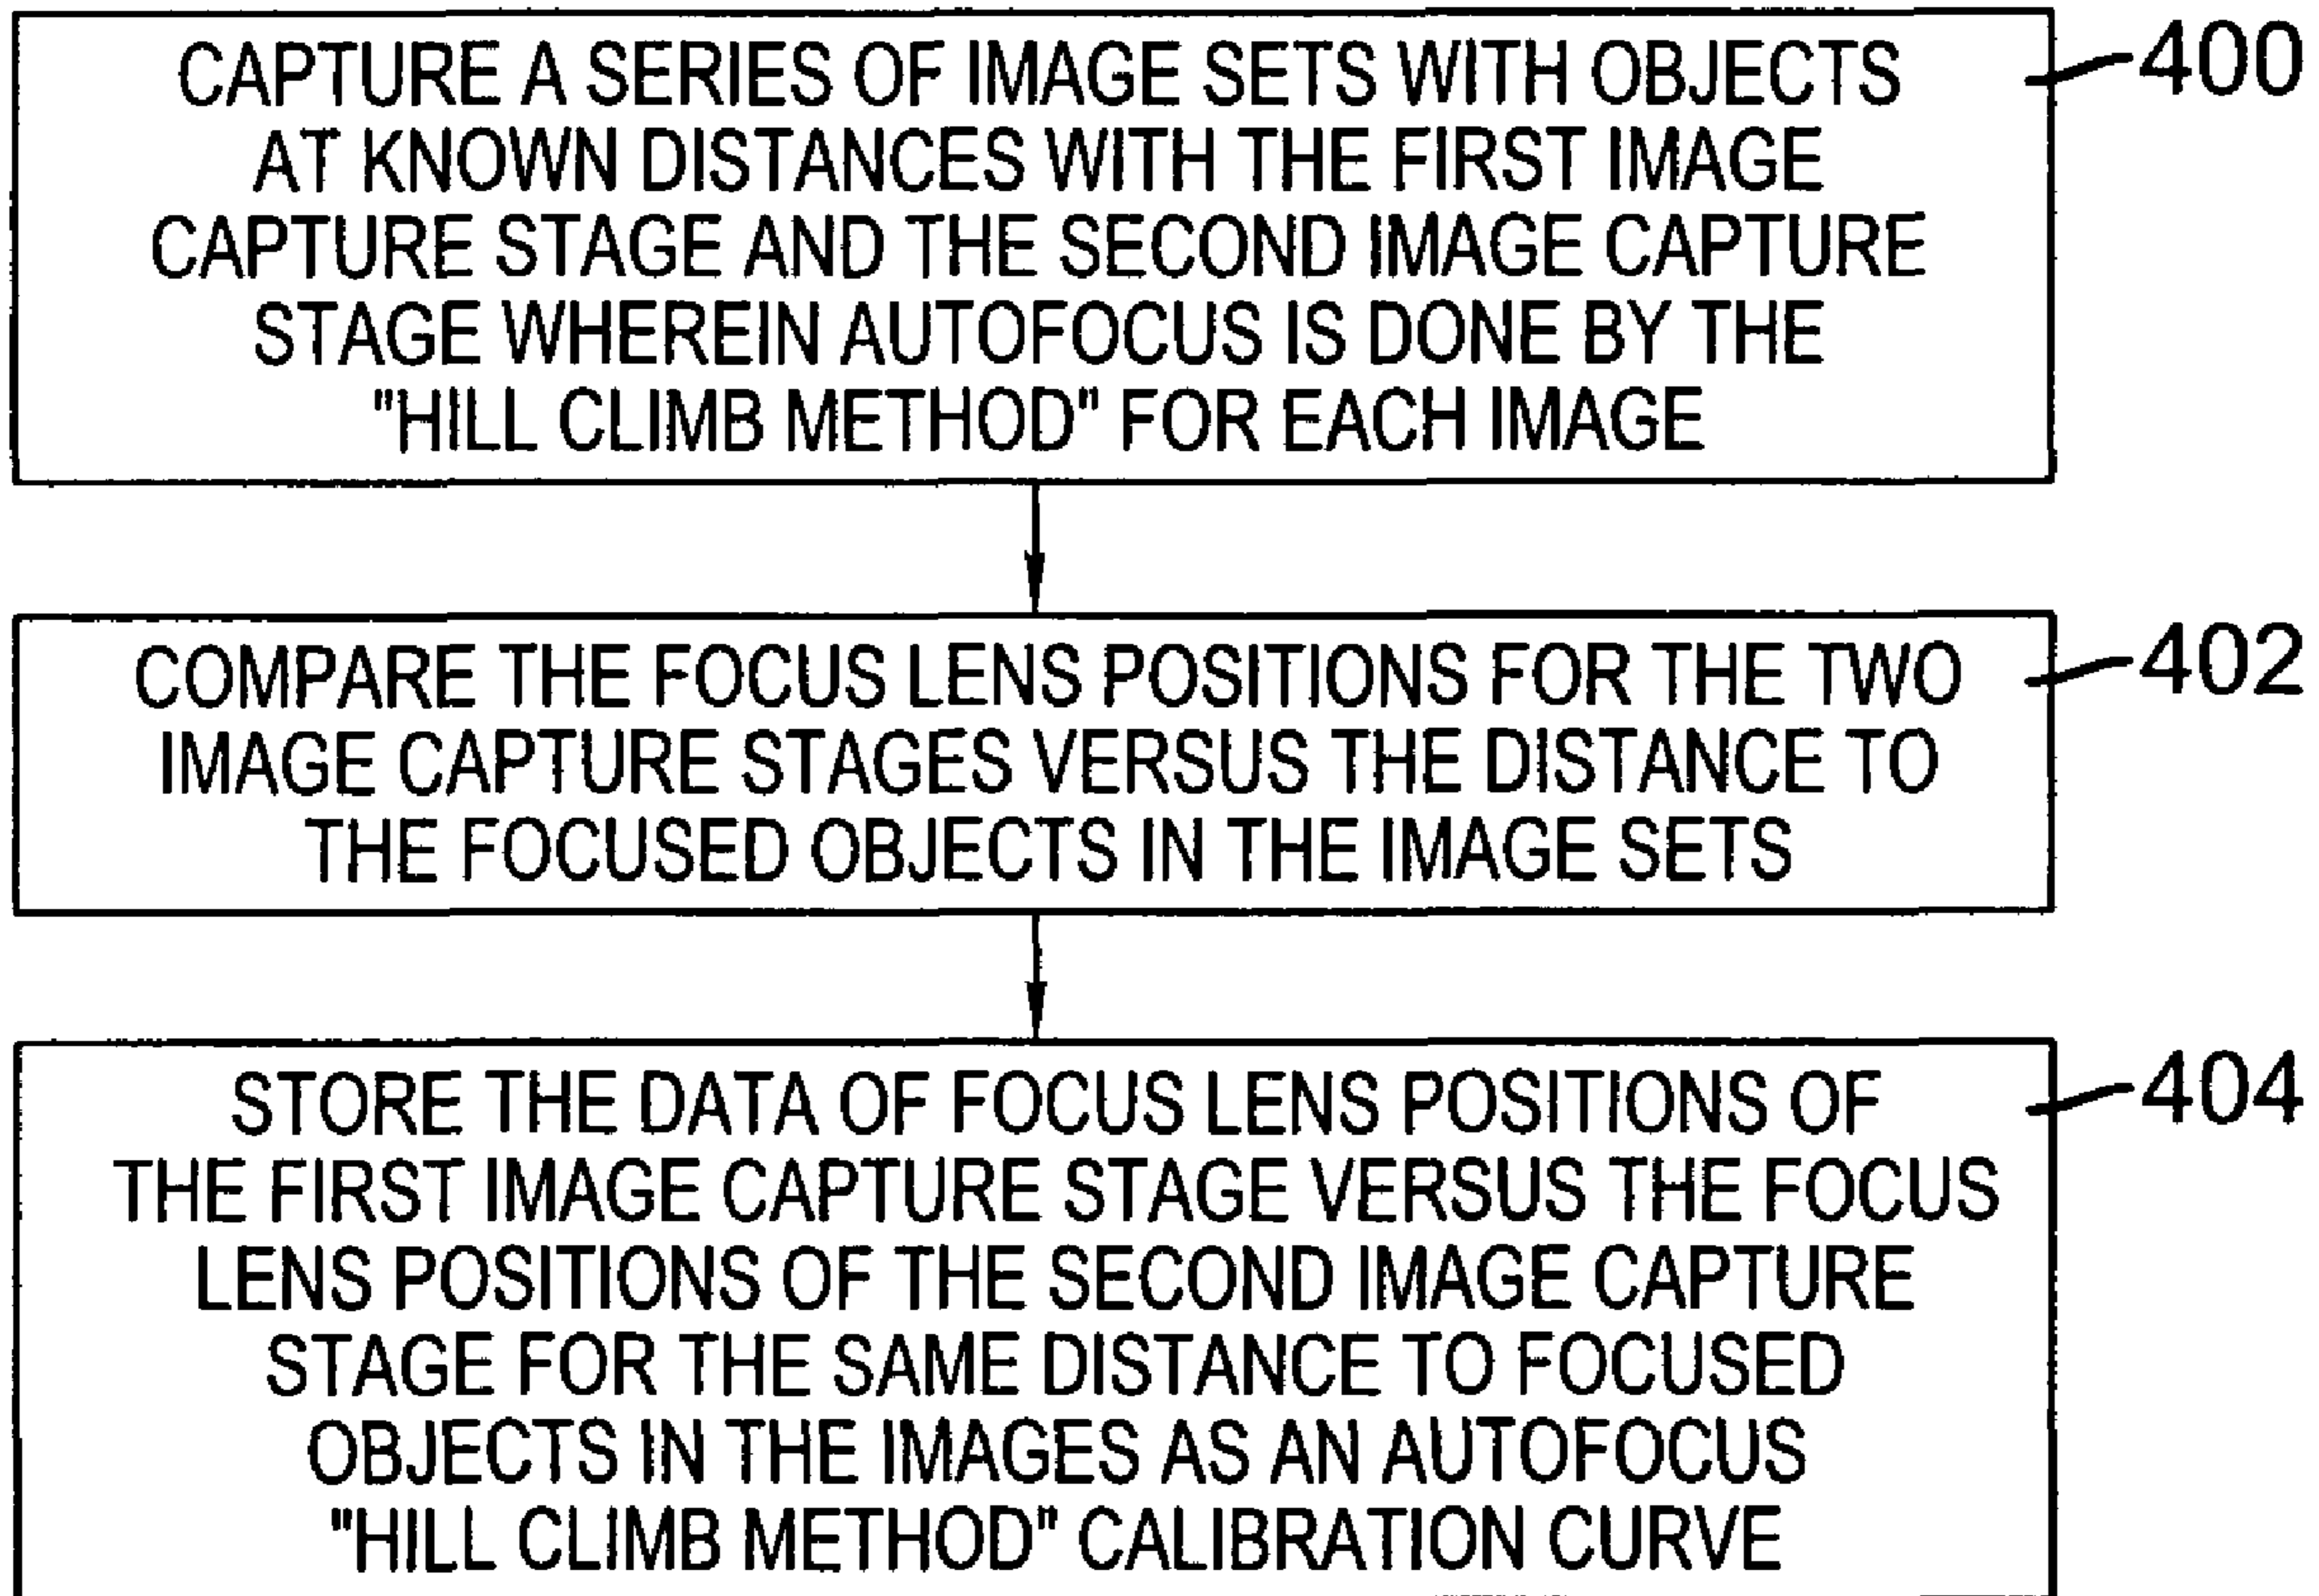 CAPTURE A SERIES OF IMAGE SETS WITH OBJECTS
AT KNOWN DISTANCES WITH THE FIRST IMAGE
CAPTURE STAGE AND THE SECOND IMAGE CAPTURE
STAGE WHEREIN AUTOFOCUS IS DONE BY THE
"HILL CLIMB METHOD" FOR EACH IMAGE
400
COMPARE THE FOCUS LENS POSITIONS FOR THE TWO
IMAGE CAPTURE STAGES VERSUS THE DISTANCE TO
THE FOCUSED OBJECTS IN THE IMAGE SETS
402
STORE THE DATA OF FOCUS LENS POSITIONS OF
THE FIRST IMAGE CAPTURE STAGE VERSUS THE FOCUS
LENS POSITIONS OF THE SECOND IMAGE CAPTURE
STAGE FOR THE SAME DISTANCE TO FOCUSED
OBJECTS IN THE IMAGES AS AN AUTOFOCUS
"HILL CLIMB METHOD" CALIBRATION CURVE
404